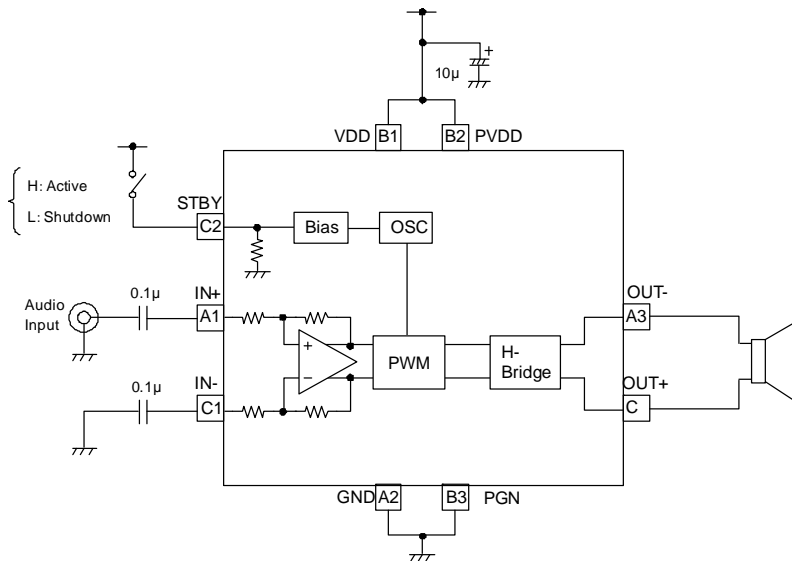 +
10µ
VDD B1 B2 PVDD
H: Active
L: Shutdown
STBY
C2
Bias
OSC
Audio
Input
0.1µ
IN+
A1
+
−
PWM
H-
Bridge
OUT-
A3
0.1µ
IN-
C1
OUT+
C
GND A2 B3 PGN